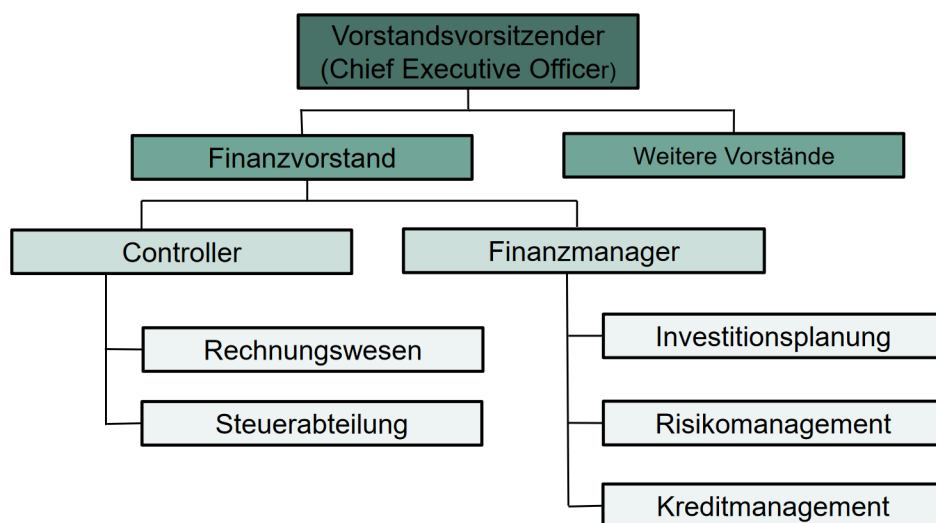 Vorstandsvorsitzender
(Chief Executive Officer)
Finanzvorstand
Weitere Vorstände
Controller
Finanzmanager
Rechnungswesen
Steuerabteilung
Investitionsplanung
Risikomanagement
Kreditmanagement